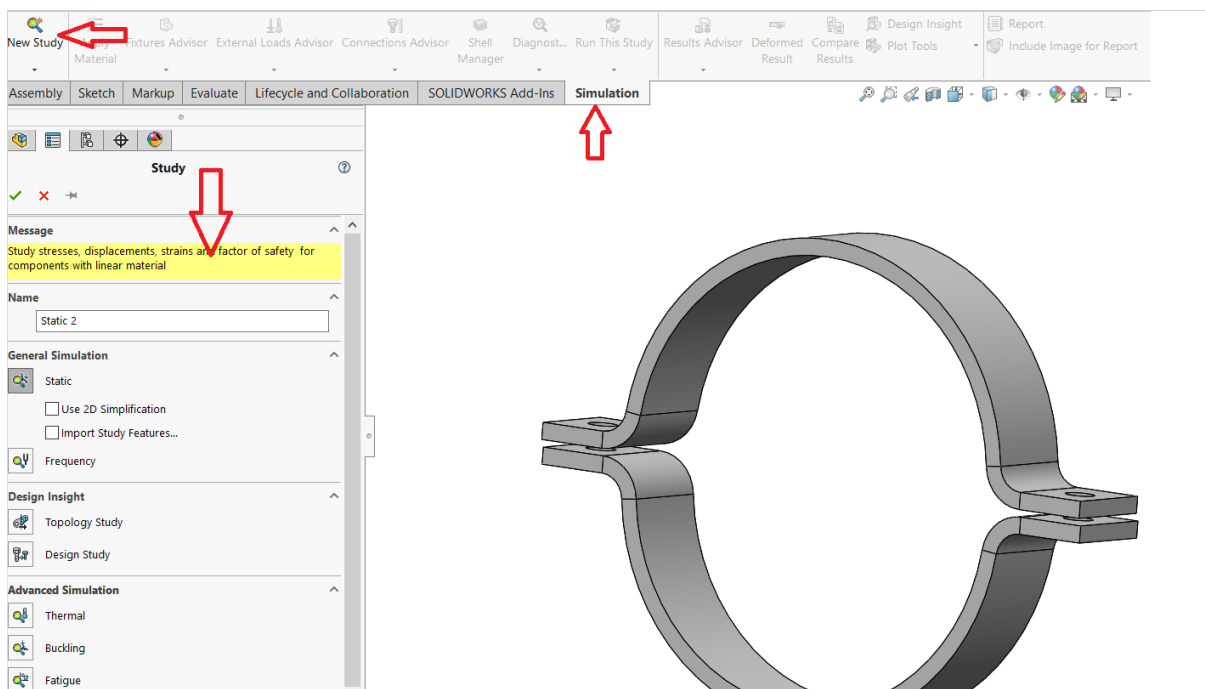 New Study
Apply Material
Fixtures Advisor
External Loads Advisor
Connections Advisor
Shell Manager
Diagnost...
Run This Study
Results Advisor
Deformed Result
Compare Results
Design Insight
Plot Tools
Report
Include Image for Report
Assembly
Sketch
Markup
Evaluate
Lifecycle and Collaboration
SOLIDWORKS Add-Ins
Simulation
Study
Message
Study stresses, displacements, strains and factor of safety for
components with linear material
Name
Static 2
General Simulation
Static
Use 2D Simplification
Import Study Features...
Frequency
Design Insight
Topology Study
Design Study
Advanced Simulation
Thermal
Buckling
Fatigue